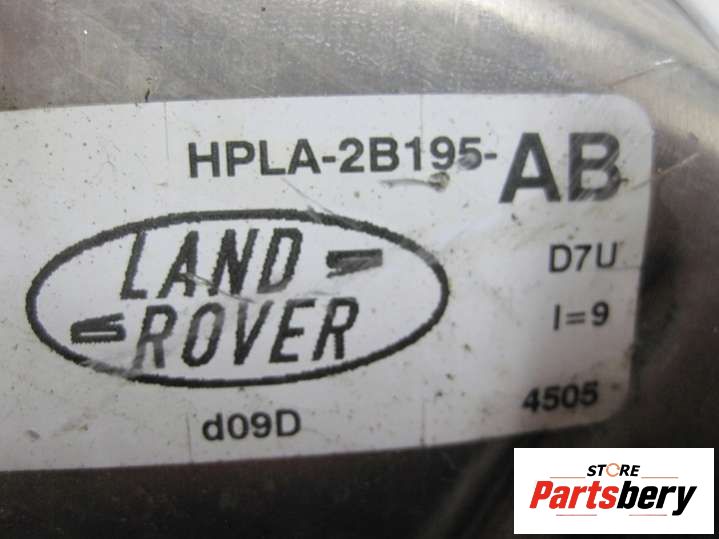 HPLA-2B195-AB
LAND
ROVER
D7U
I=9
4505
d09D
STORE
Partsbery